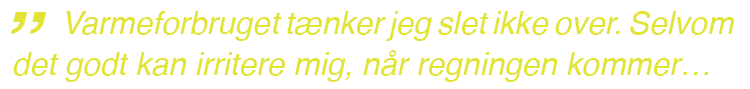 ” Varmeforbruget tænker jeg slet ikke over. Selvom
det godt kan irritere mig, når regningen kommer…